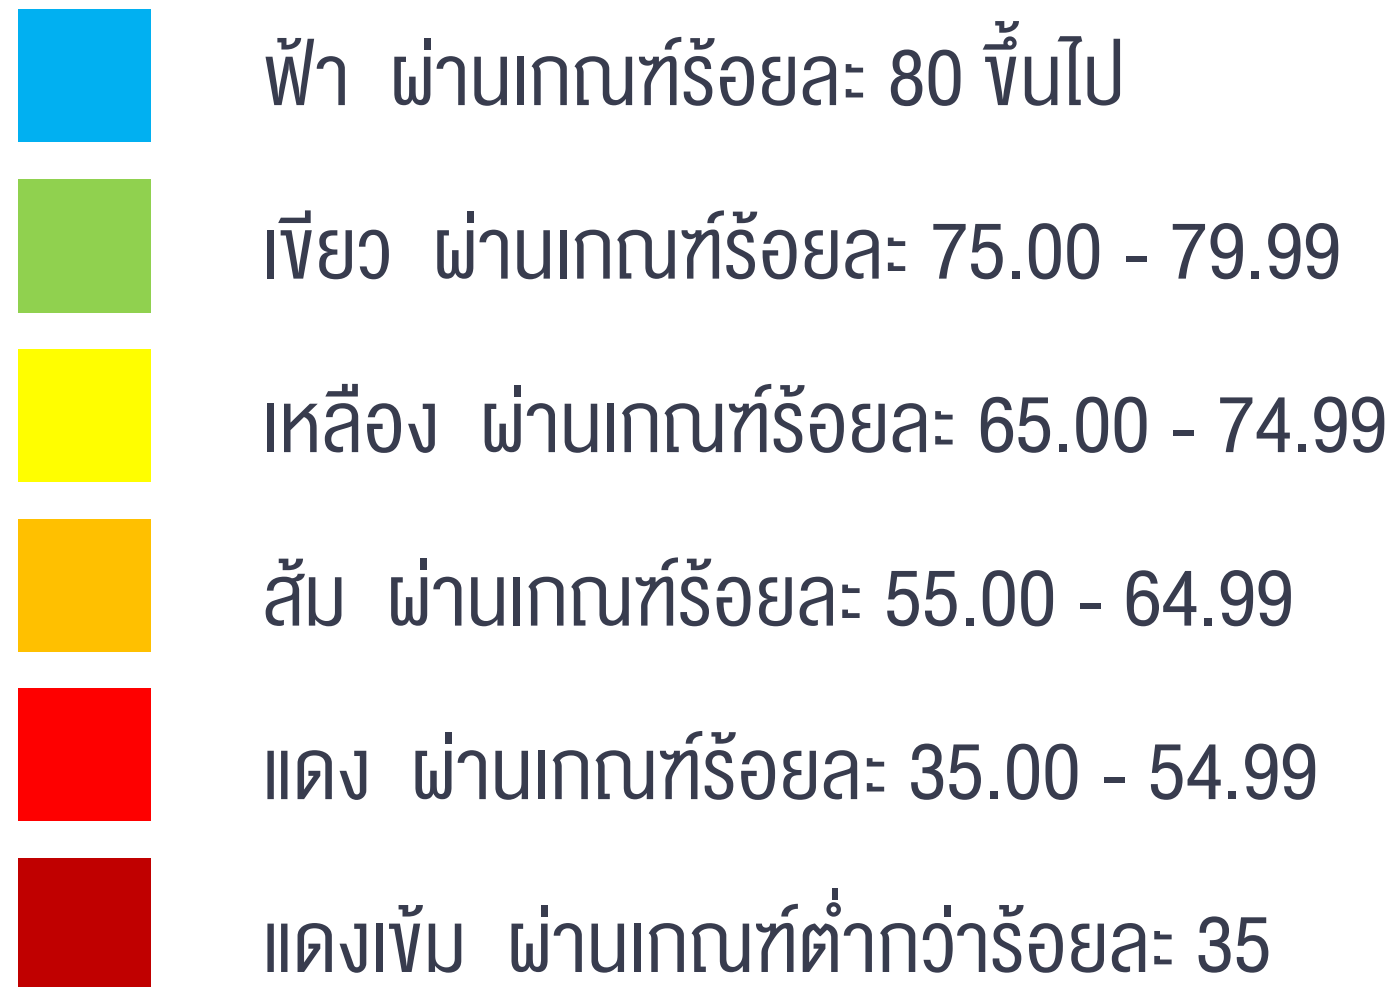 ฟ้า ผ่านเกณฑ์ร้อยละ 80 ขึ้นไป
เขียว ผ่านเกณฑ์ร้อยละ 75.00 - 79.99
เหลือง ผ่านเกณฑ์ร้อยละ 65.00 - 74.99
ส้ม ผ่านเกณฑ์ร้อยละ 55.00 - 64.99
แดง ผ่านเกณฑ์ร้อยละ 35.00 - 54.99
แดงเข้ม ผ่านเกณฑ์ต่ำกว่าร้อยละ 35